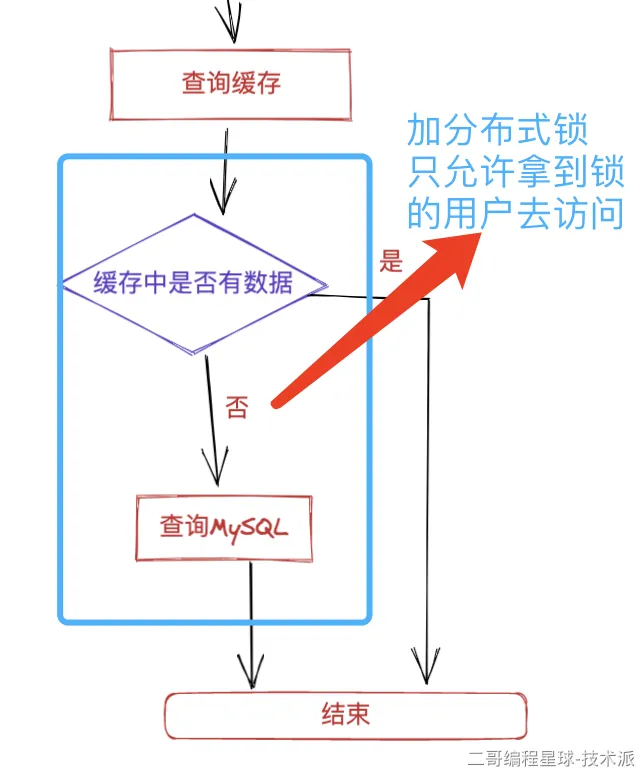 查询缓存
加分布式锁
只允许拿到锁
的用户去访问
缓存中是否有数据
是
否
查询MySQL
结束
二哥编程星球-技术派